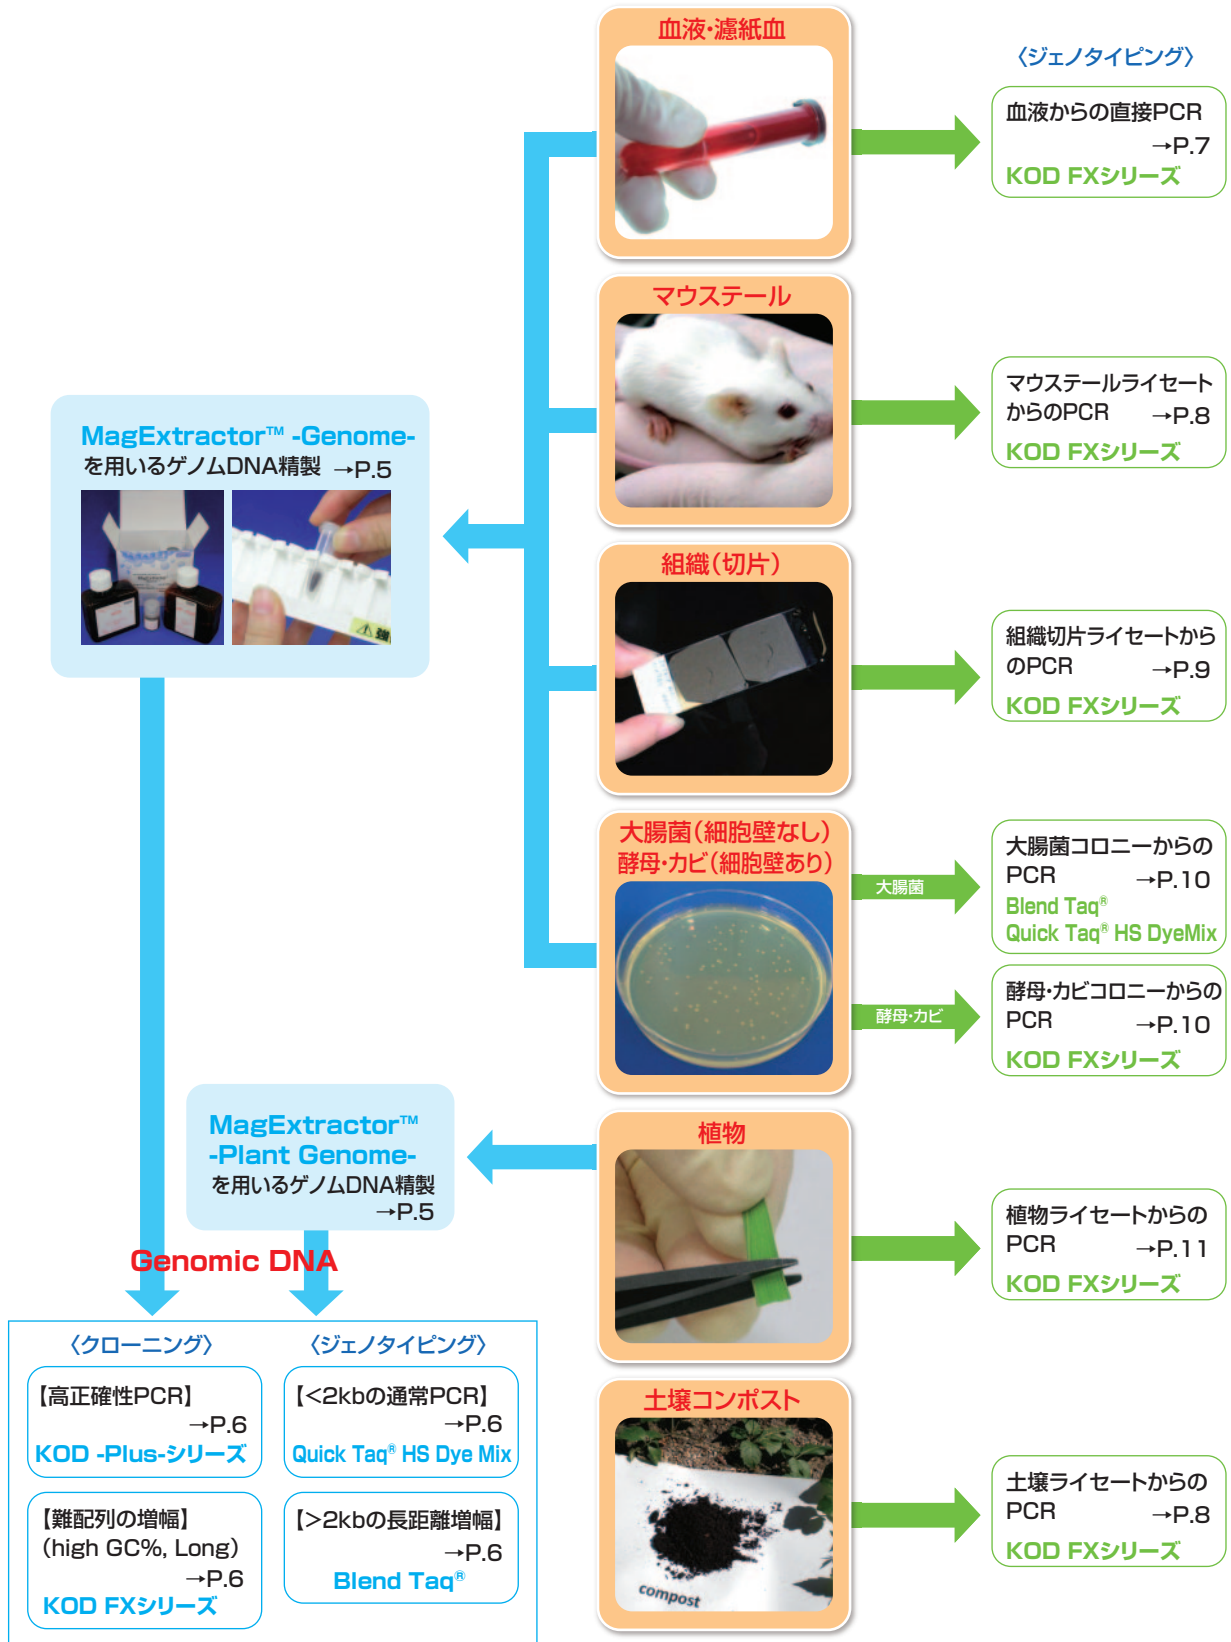 血液・濾紙血
〈ジェノタイピング〉
血液からの直接PCR
→P.7
KOD FXシリーズ
マウステール
マウステールライセート
からのPCR →P.8
KOD FXシリーズ
MagExtractor™ -Genome-
を用いるゲノムDNA精製 →P.5
強
組織（切片）
組織切片ライセートから
のPCR →P.9
KOD FXシリーズ
大腸菌（細胞壁なし）
酵母・カビ（細胞壁あり）
大腸菌
大腸菌コロニーからの
PCR →P.10
Blend Taq®
Quick Taq® HS DyeMix
酵母・カビ
酵母・カビコロニーからの
PCR →P.10
KOD FXシリーズ
MagExtractor™
-Plant Genome-
を用いるゲノムDNA精製
→P.5
植物
植物ライセートからの
PCR →P.11
KOD FXシリーズ
Genomic DNA
〈クローニング〉
【高正確性PCR】
→P.6
KOD -Plus-シリーズ
【難配列の増幅】
(high GC%, Long)
→P.6
KOD FXシリーズ
〈ジェノタイピング〉
【<2kbの通常PCR】
→P.6
Quick Taq® HS Dye Mix
【>2kbの長距離増幅】
→P.6
Blend Taq®
土壌コンポスト
compost
土壌ライセートからの
PCR →P.8
KOD FXシリーズ